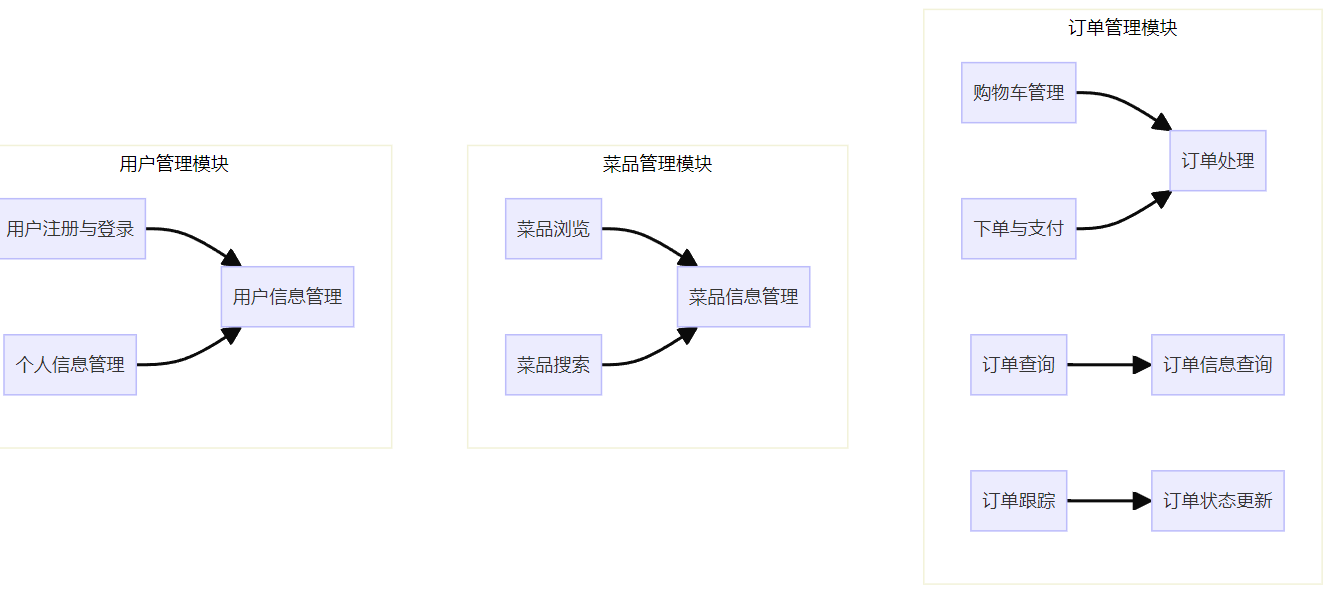 用户管理模块
用户注册与登录
用户信息管理
个人信息管理
菜品管理模块
菜品浏览
菜品信息管理
菜品搜索
订单管理模块
购物车管理
订单处理
下单与支付
订单查询
订单信息查询
订单跟踪
订单状态更新